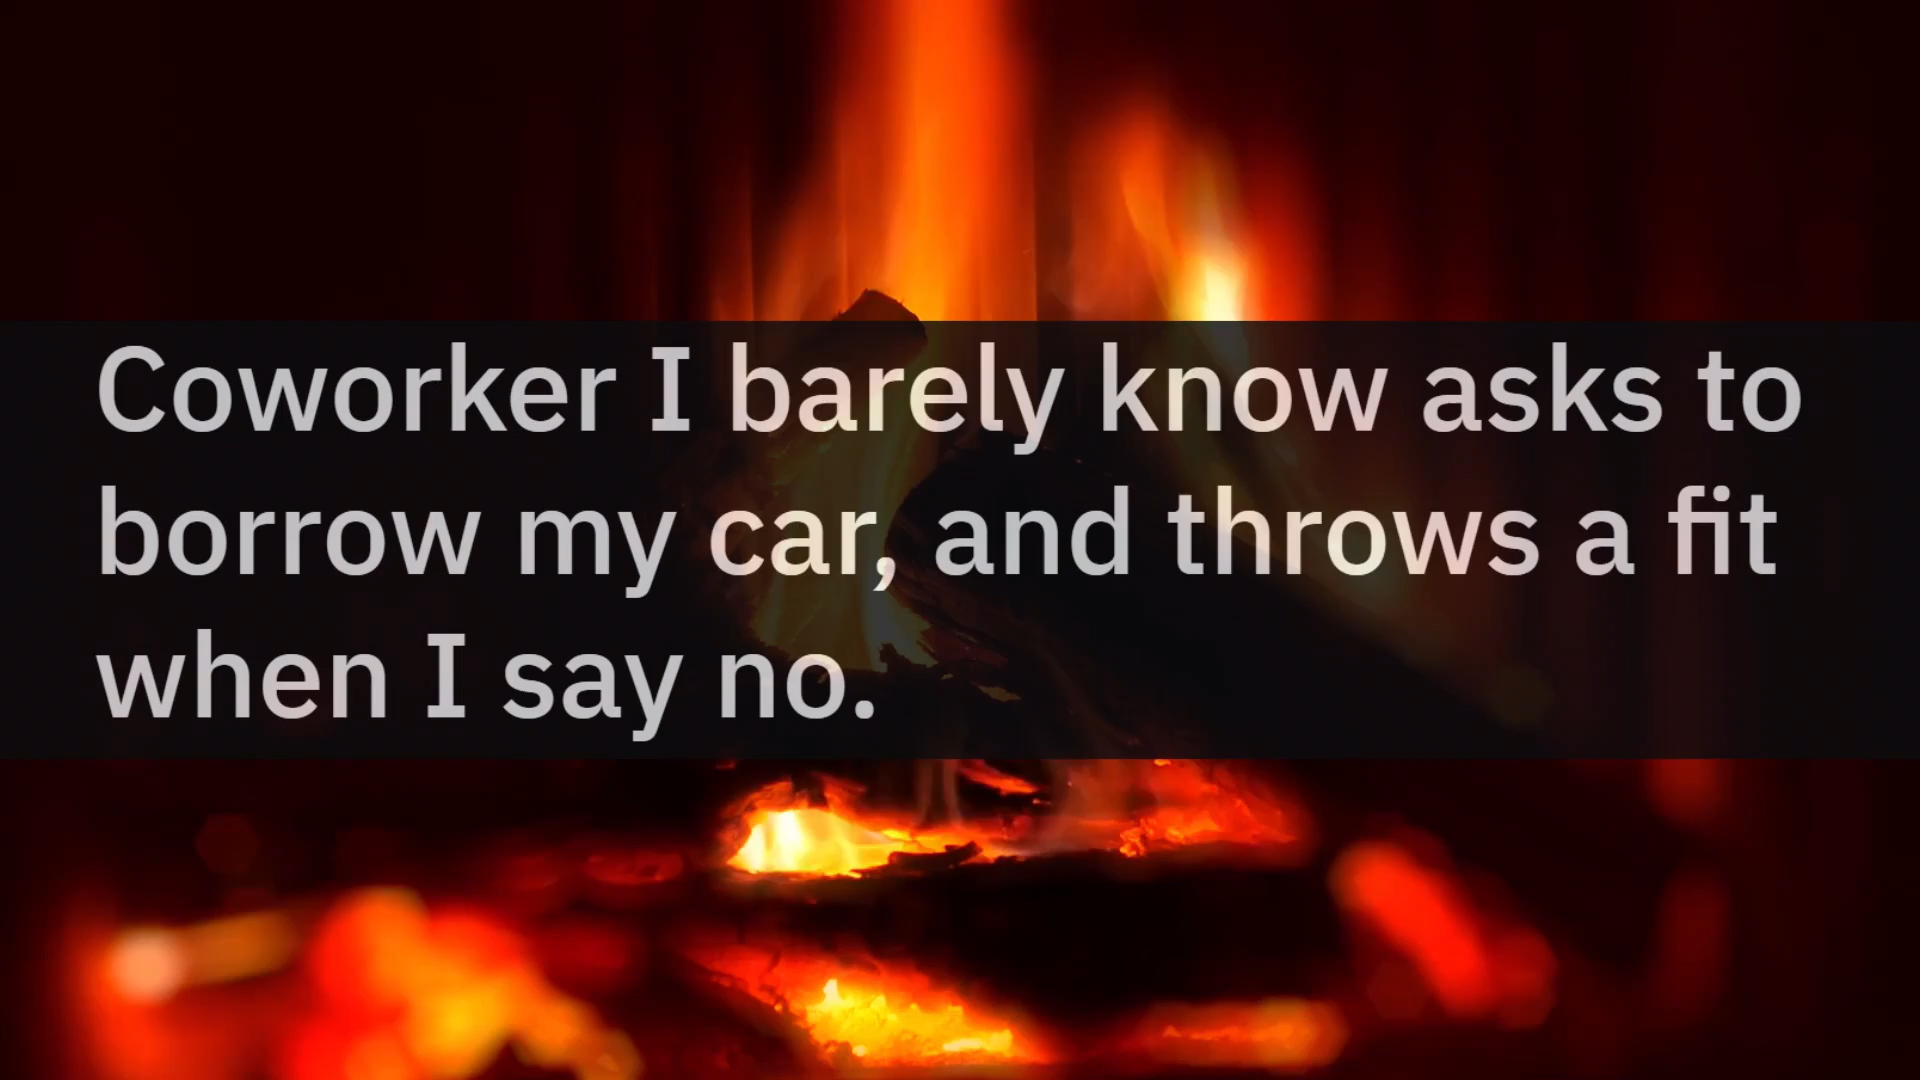 Coworker I barely know asks to
borrow my car, and throws a fit
when I say no.